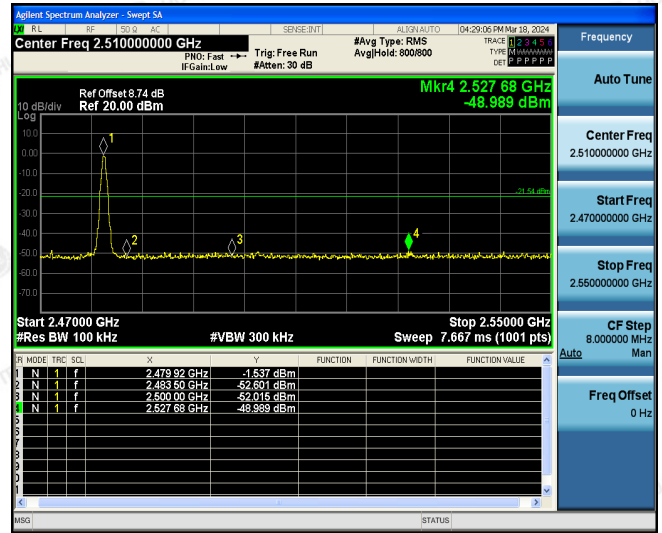 Agilent Spectrum Analyzer - Swept SA
LXI RL RF 50 Ω AC SENSE:INT ALIGN AUTO 04:29:06 PM Mar 18, 2024
Center Freq 2.510000000 GHz
PNO: Fast
IFGain:Low
Trig: Free Run
#Atten: 30 dB
#Avg Type: RMS
Avg|Hold: 800/800
TRACE 1 2 3 4 5 6
TYPE
DET P P P P P P
Ref Offset 8.74 dB
10 dB/div Ref 20.00 dBm
Log
Mkr4 2.527 68 GHz
-48.989 dBm
10.0
0.00
-10.0
-20.0
-30.0
-40.0
-50.0
-60.0
-70.0
1
2
3
4
-21.54 dBm
Start 2.47000 GHz Stop 2.55000 GHz
#Res BW 100 kHz #VBW 300 kHz Sweep 7.667 ms (1001 pts)
MODE TRC SCL X Y FUNCTION FUNCTION WIDTH FUNCTION VALUE
1 N 1 f 2.479 92 GHz -1.537 dBm
2 N 1 f 2.483 50 GHz -52.601 dBm
3 N 1 f 2.500 00 GHz -52.015 dBm
4 N 1 f 2.527 68 GHz -48.989 dBm
5
6
7
8
9
MSG STATUS
Frequency
Auto Tune
Center Freq
2.510000000 GHz
Start Freq
2.470000000 GHz
Stop Freq
2.550000000 GHz
CF Step
8.000000 MHz
Auto Man
Freq Offset
0 Hz